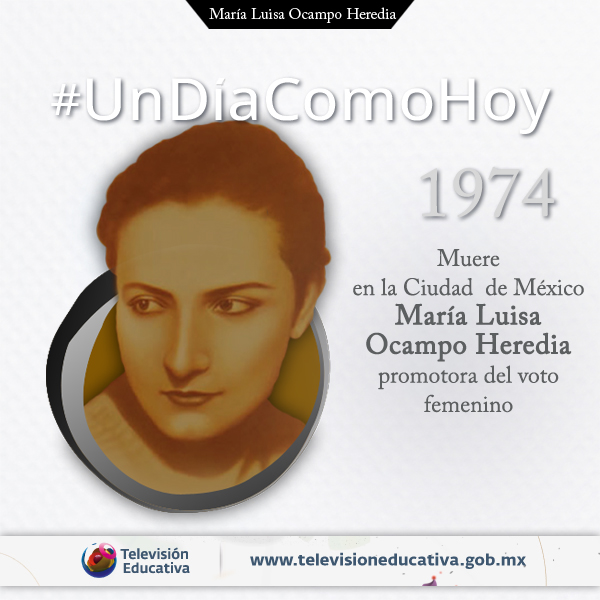 María Luisa Ocampo Heredia
#UnDiaComoHoy
1974
Muere
en la Ciudad de México
María Luisa
Ocampo Heredia
promotora del voto
femenino
Televisión
Educativa
www.televisioneducativa.gob.mx